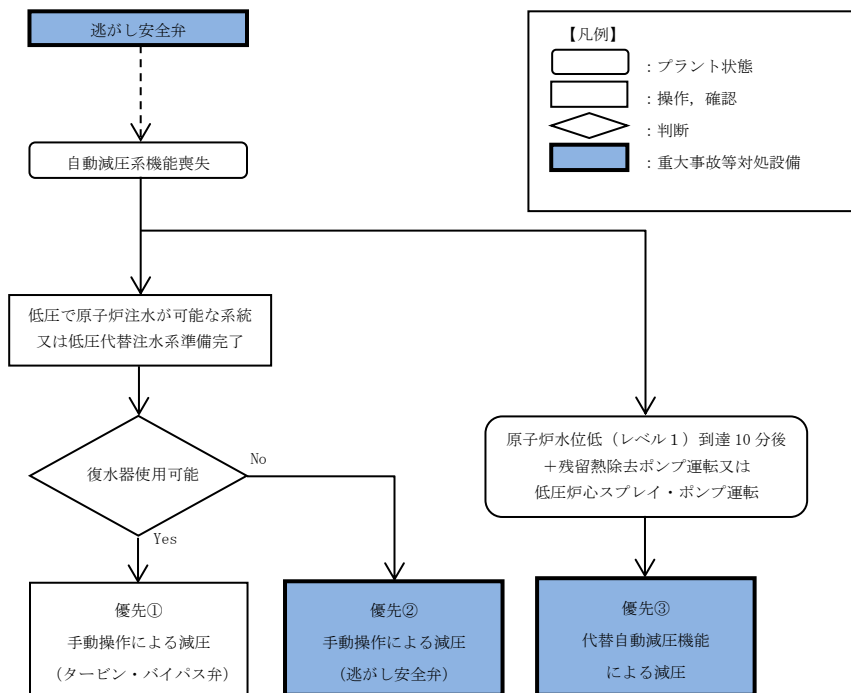 逃がし安全弁
【凡例】
：プラント状態
：操作，確認
：判断
：重大事故等対処設備
自動減圧系機能喪失
低圧で原子炉注水が可能な系統
又は低圧代替注水系準備完了
復水器使用可能
No
Yes
原子炉水位低（レベル１）到達 10 分後
＋残留熱除去ポンプ運転又は
低圧炉心スプレイ・ポンプ運転
優先①
手動操作による減圧
（タービン・バイパス弁）
優先②
手動操作による減圧
（逃がし安全弁）
優先③
代替自動減圧機能
による減圧